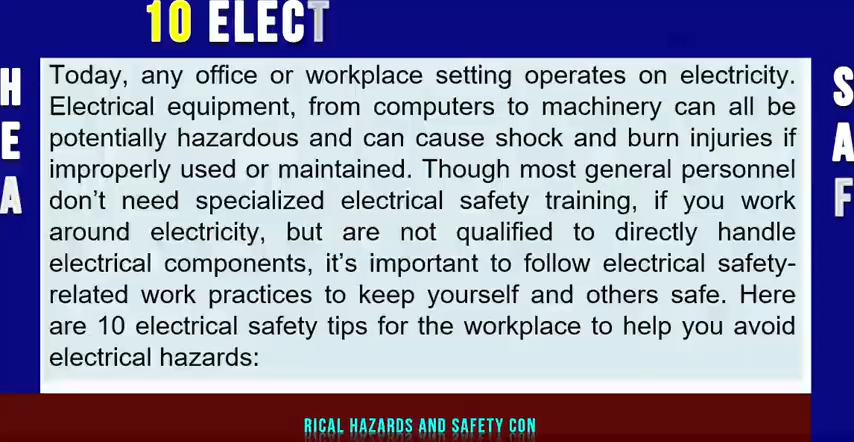 10 ELECT
H
E
A
Today, any office or workplace setting operates on electricity.
Electrical equipment, from computers to machinery can all be
potentially hazardous and can cause shock and burn injuries if
improperly used or maintained. Though most general personnel
don’t need specialized electrical safety training, if you work
around electricity, but are not qualified to directly handle
electrical components, it’s important to follow electrical safety-
related work practices to keep yourself and others safe. Here
are 10 electrical safety tips for the workplace to help you avoid
electrical hazards:
S
A
F
RICAL HAZARDS AND SAFETY CON